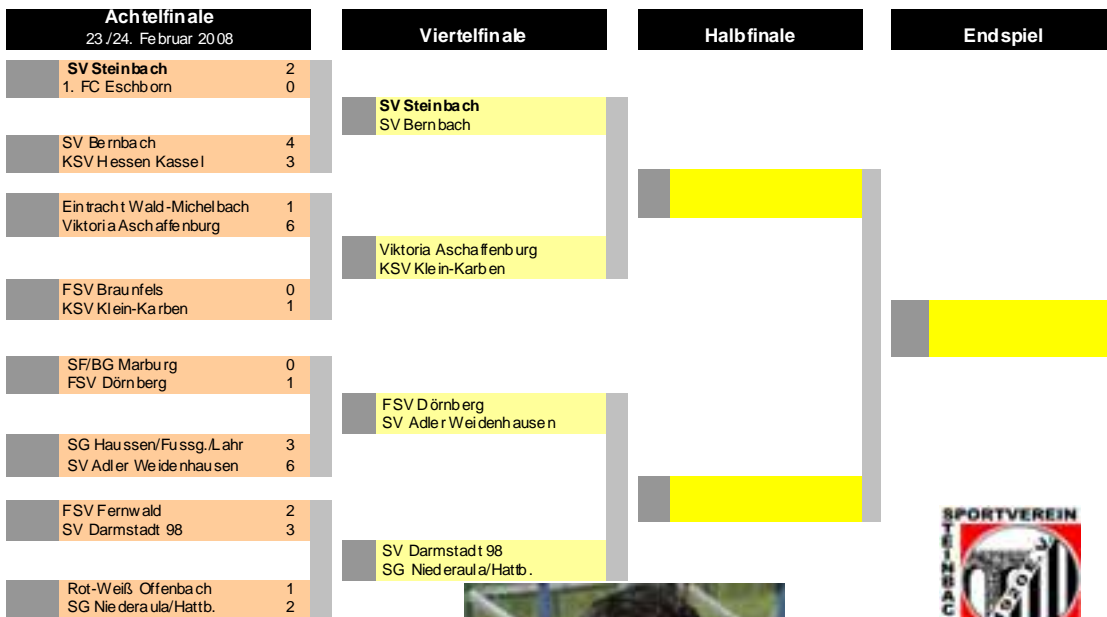 Achtelfinale
23./24. Februar 2008
Viertelfinale
Halbfinale
Endspiel
SV Steinbach 2
1. FC Eschborn 0
SV Bernbach 4
KSV Hessen Kassel 3
Eintracht Wald-Michelbach 1
Viktoria Aschaffenburg 6
FSV Braunfels 0
KSV Klein-Karben 1
SF/BG Marburg 0
FSV Dörnberg 1
SG Haussen/Fussg./Lahr 3
SV Adler Weidenhausen 6
FSV Fernwald 2
SV Darmstadt 98 3
Rot-Weiß Offenbach 1
SG Niederaula/Hattb. 2
SV Steinbach
SV Bernbach
Viktoria Aschaffenburg
KSV Klein-Karben
FSV Dörnberg
SV Adler Weidenhausen
SV Darmstadt 98
SG Niederaula/Hattb.
SPORTVEREIN
STEINBAC